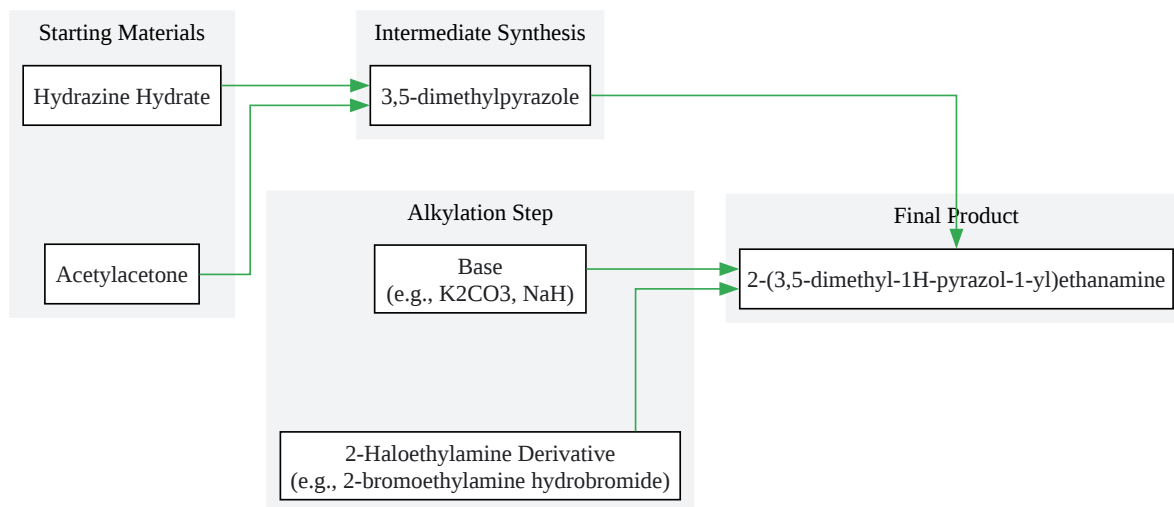 Starting Materials
Hydrazine Hydrate
Acetylacetone
Intermediate Synthesis
3,5-dimethylpyrazole
Alkylation Step
Base
(e.g., K2CO3, NaH)
2-Haloethylamine Derivative
(e.g., 2-bromoethylamine hydrobromide)
Final Product
2-(3,5-dimethyl-1H-pyrazol-1-yl)ethanamine